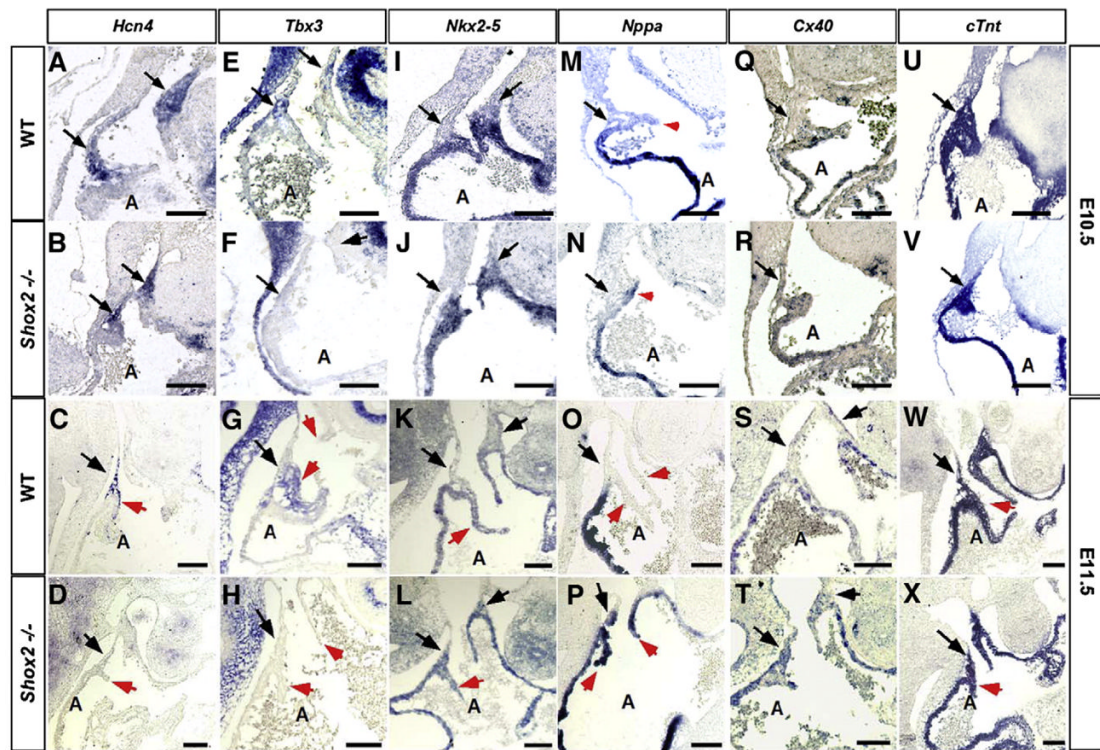 Hcn4 Tbx3 Nkx2-5 Nppa Cx40 cTnt
WT
A E I M Q U
A A A A A A
E10.5
Shox2 -/-
B F J N R V
A A A A A A
WT
C G K O S W
A A A A A A
E11.5
Shox2 -/-
D H L P T X
A A A A A A